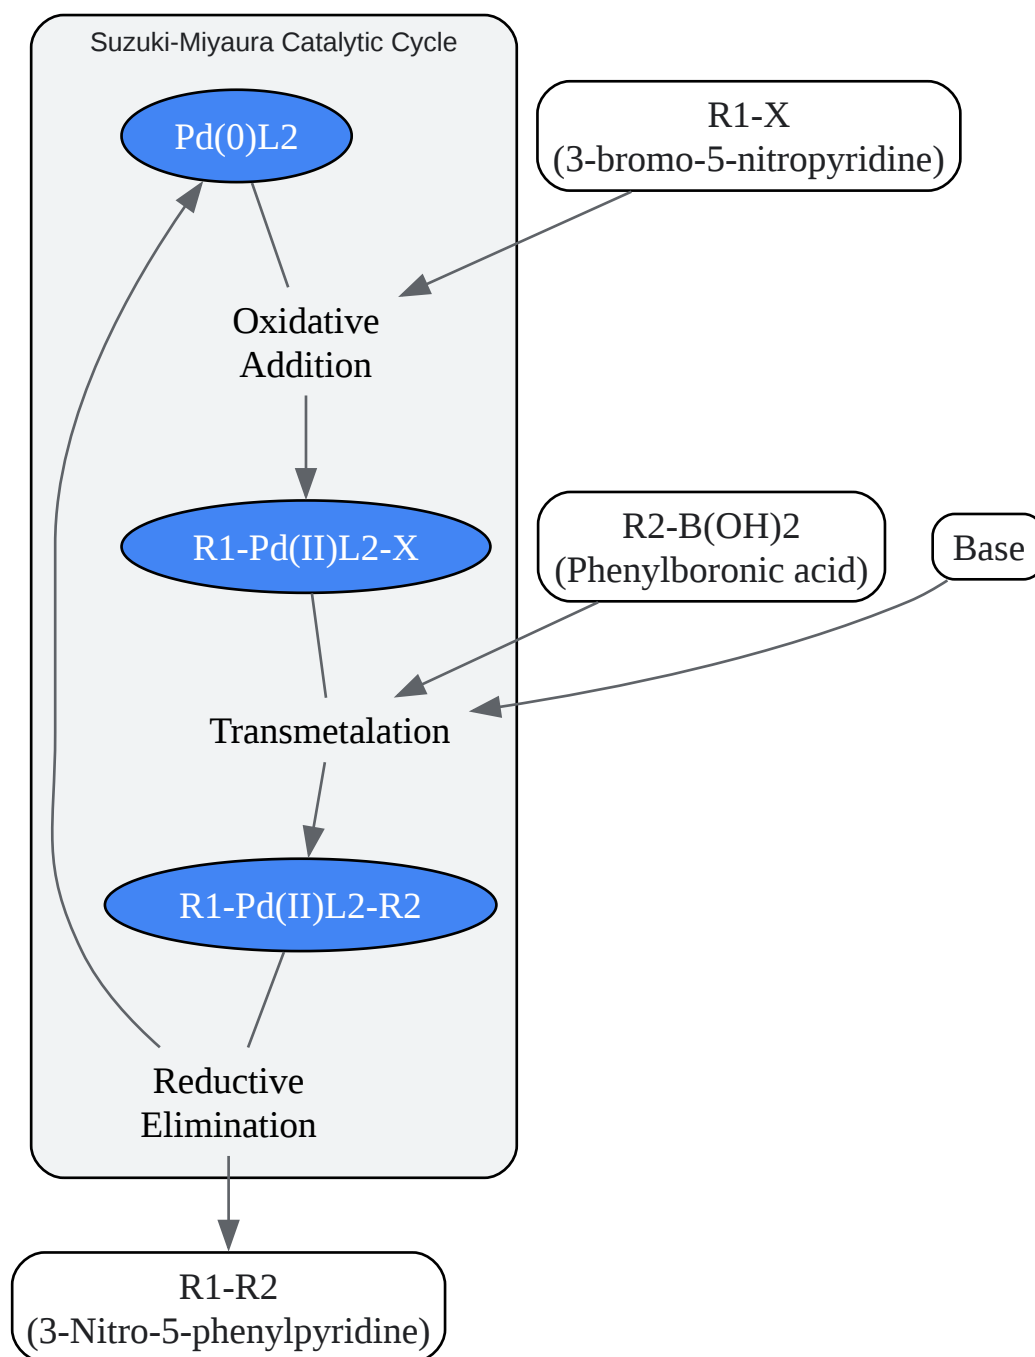 Suzuki-Miyaura Catalytic Cycle
Pd(0)L2
R1-X
(3-bromo-5-nitropyridine)
Oxidative
Addition
R1-Pd(II)L2-X
R2-B(OH)2
(Phenylboronic acid)
Base
Transmetalation
R1-Pd(II)L2-R2
Reductive
Elimination
R1-R2
(3-Nitro-5-phenylpyridine)